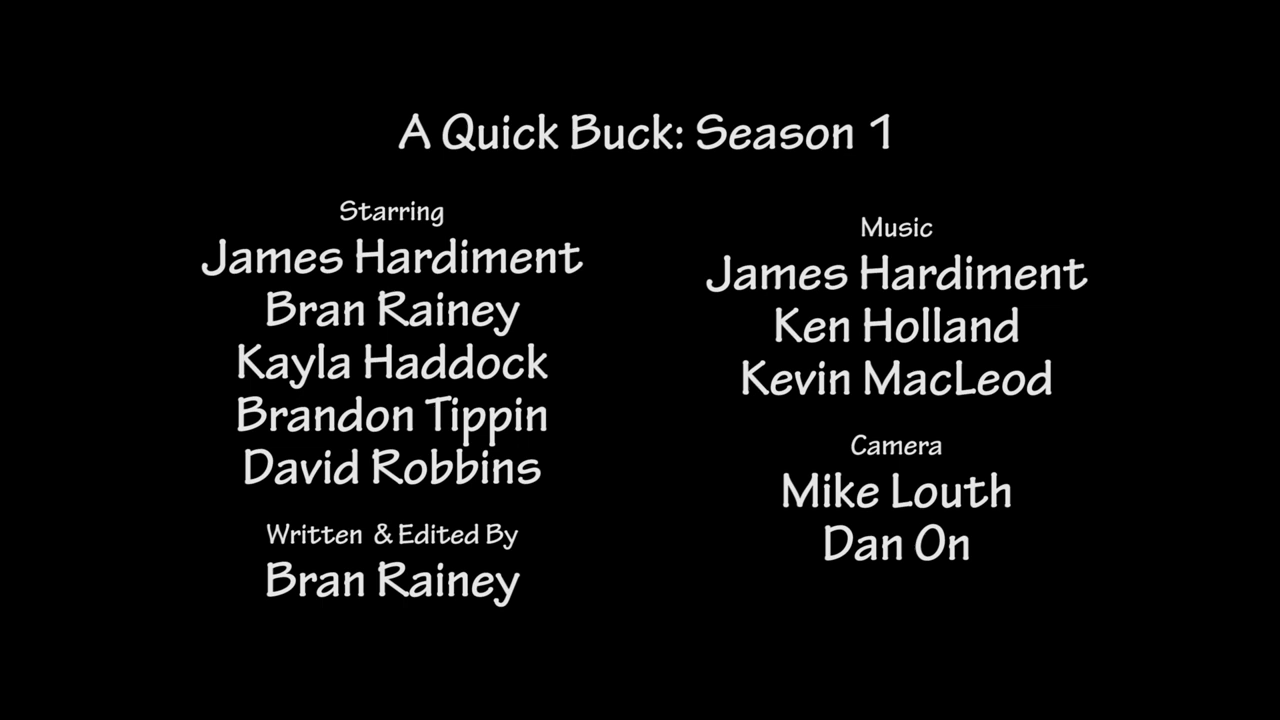 A Quick Buck: Season 1
Starring
James Hardiment
Bran Rainey
Kayla Haddock
Brandon Tippin
David Robbins
Written & Edited By
Bran Rainey
Music
James Hardiment
Ken Holland
Kevin MacLeod
Camera
Mike Louth
Dan On